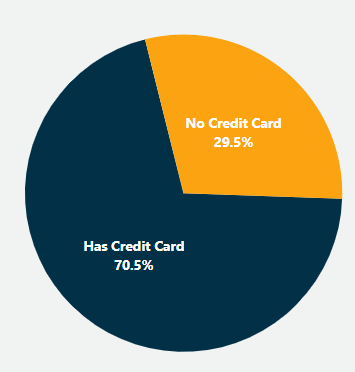 No Credit Card
29.5%
Has Credit Card
70.5%